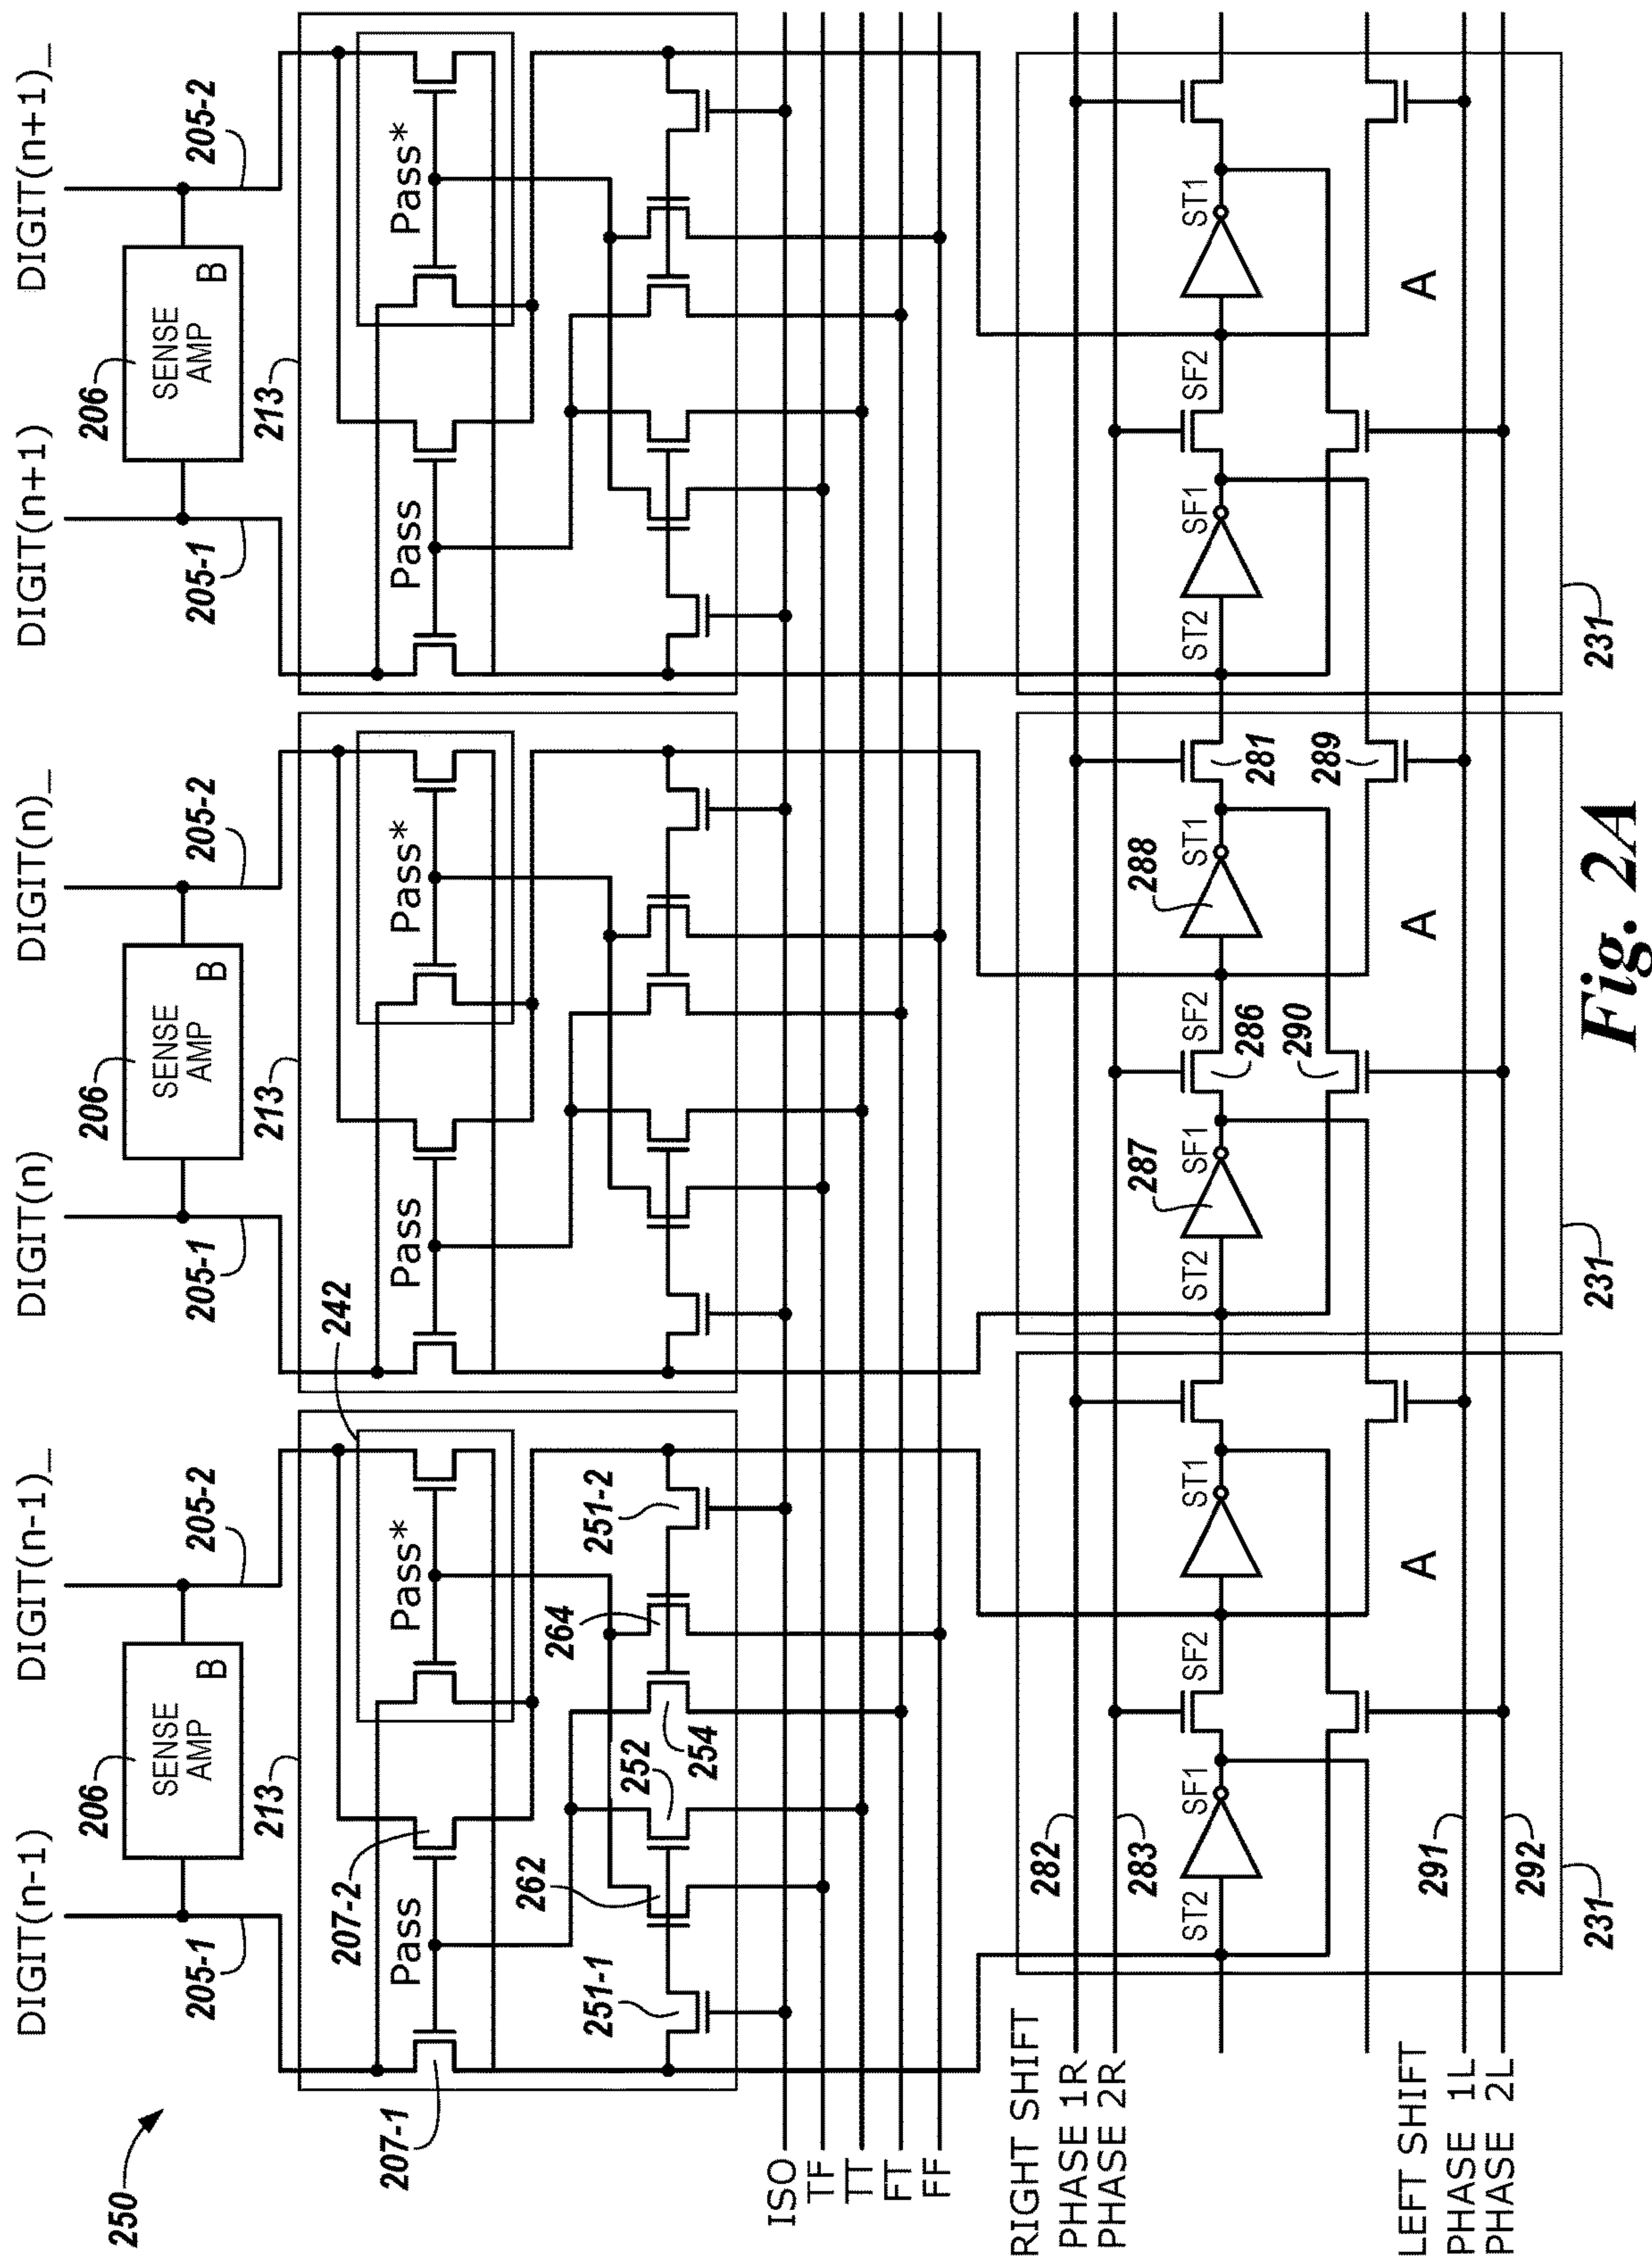 250
DIGIT(n-1)
DIGIT(n-1)_
DIGIT(n)
DIGIT(n)_
DIGIT(n+1)
DIGIT(n+1)_
206
SENSE
AMP
B
206
SENSE
AMP
B
206
SENSE
AMP
B
205-1
205-2
205-1
205-2
205-1
205-2
213
242
213
213
207-1
207-2
Pass
Pass*
Pass
Pass*
Pass
Pass*
251-1
262
252
254
264
251-2
ISO
TF
TT
FT
FF
RIGHT SHIFT
PHASE 1R
PHASE 2R
282
283
ST2
SF1
SF2
ST1
ST2
287
SF1
286
SF2
288
ST1
281
ST2
SF1
SF2
ST1
290
289
A
A
A
LEFT SHIFT
PHASE 1L
PHASE 2L
291
292
231
231
231
Fig. 2A